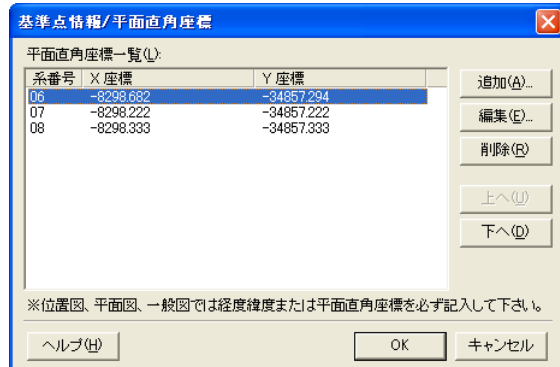 基準点情報/平面直角座標
平面直角座標一覧(L):
系番号 X座標 Y座標
06 -8298.682 -34857.294
07 -8298.222 -34857.222
08 -8298.333 -34857.333
追加(A)...
編集(E)...
削除(R)
上へ(U)
下へ(D)
※位置図、平面図、一般図では経度緯度または平面直角座標を必ず記入して下さい。
ヘルプ(H) OK キャンセル